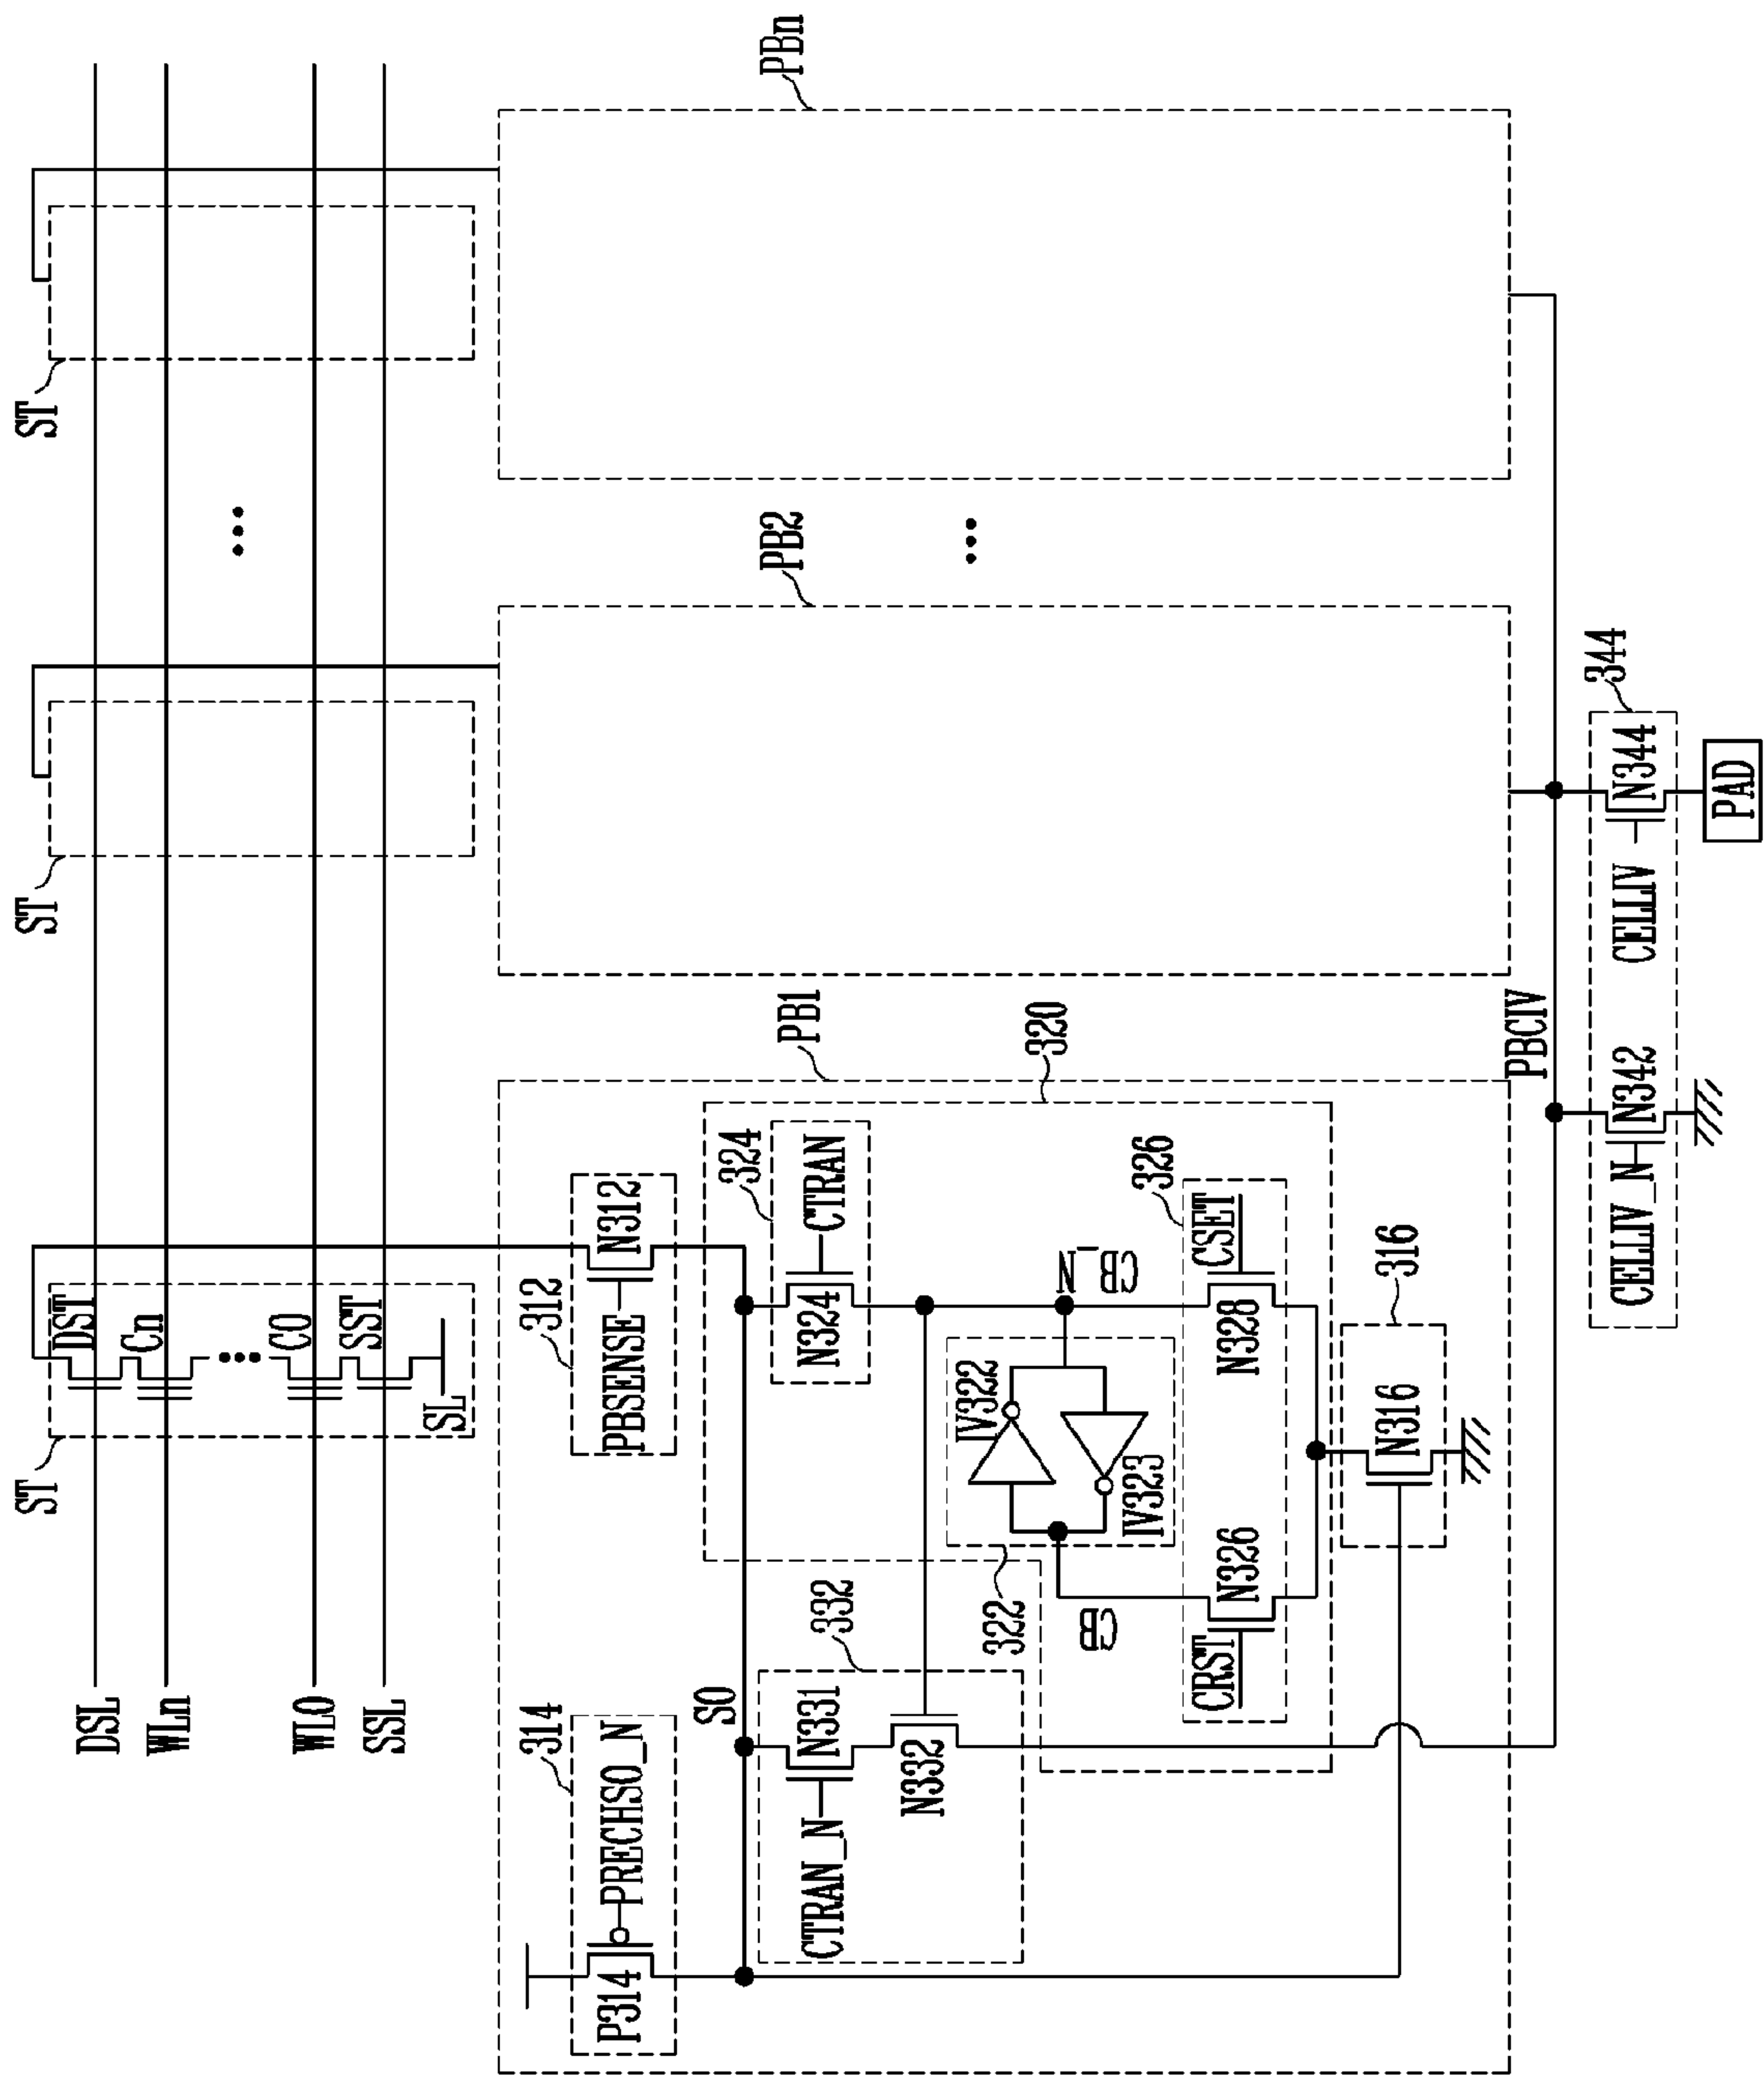 ST
DSL
DST
WLn
Cn
WL0
C0
SSL
SST
SL
ST
ST
PB1
PB2
PBn
314
P314
PRECHSO_N
312
PBSENSE
N312
SO
332
CTRAN_N
N331
N332
320
324
N324
CTRAN
322
IV322
IV323
CB
CB_N
326
CRST
N326
N328
CSET
316
N316
PBCIV
CELLIV_N
N342
CELLIV
N344
344
PAD